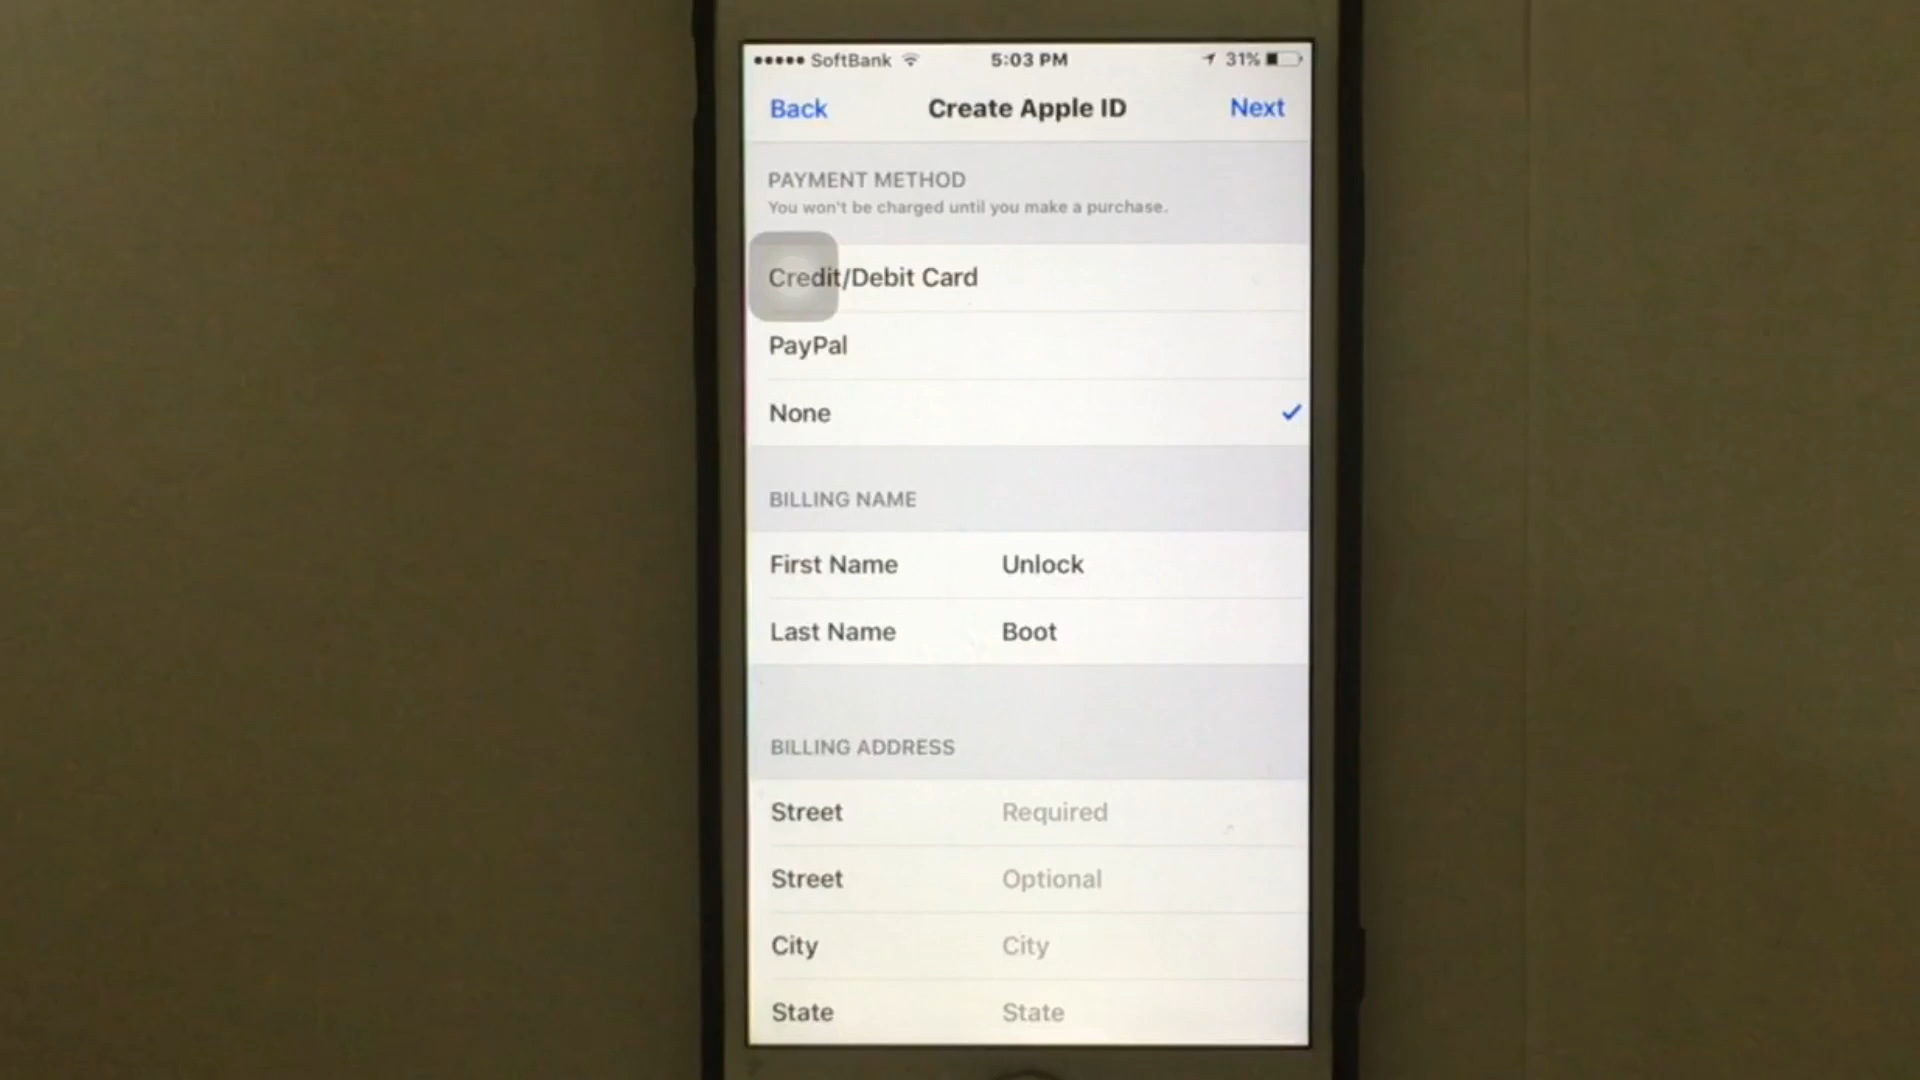 SoftBank 5:03 PM 31%
Back Create Apple ID Next
PAYMENT METHOD
You won't be charged until you make a purchase.
Credit/Debit Card
PayPal
None
BILLING NAME
First Name Unlock
Last Name Boot
BILLING ADDRESS
Street Required
Street Optional
City City
State State